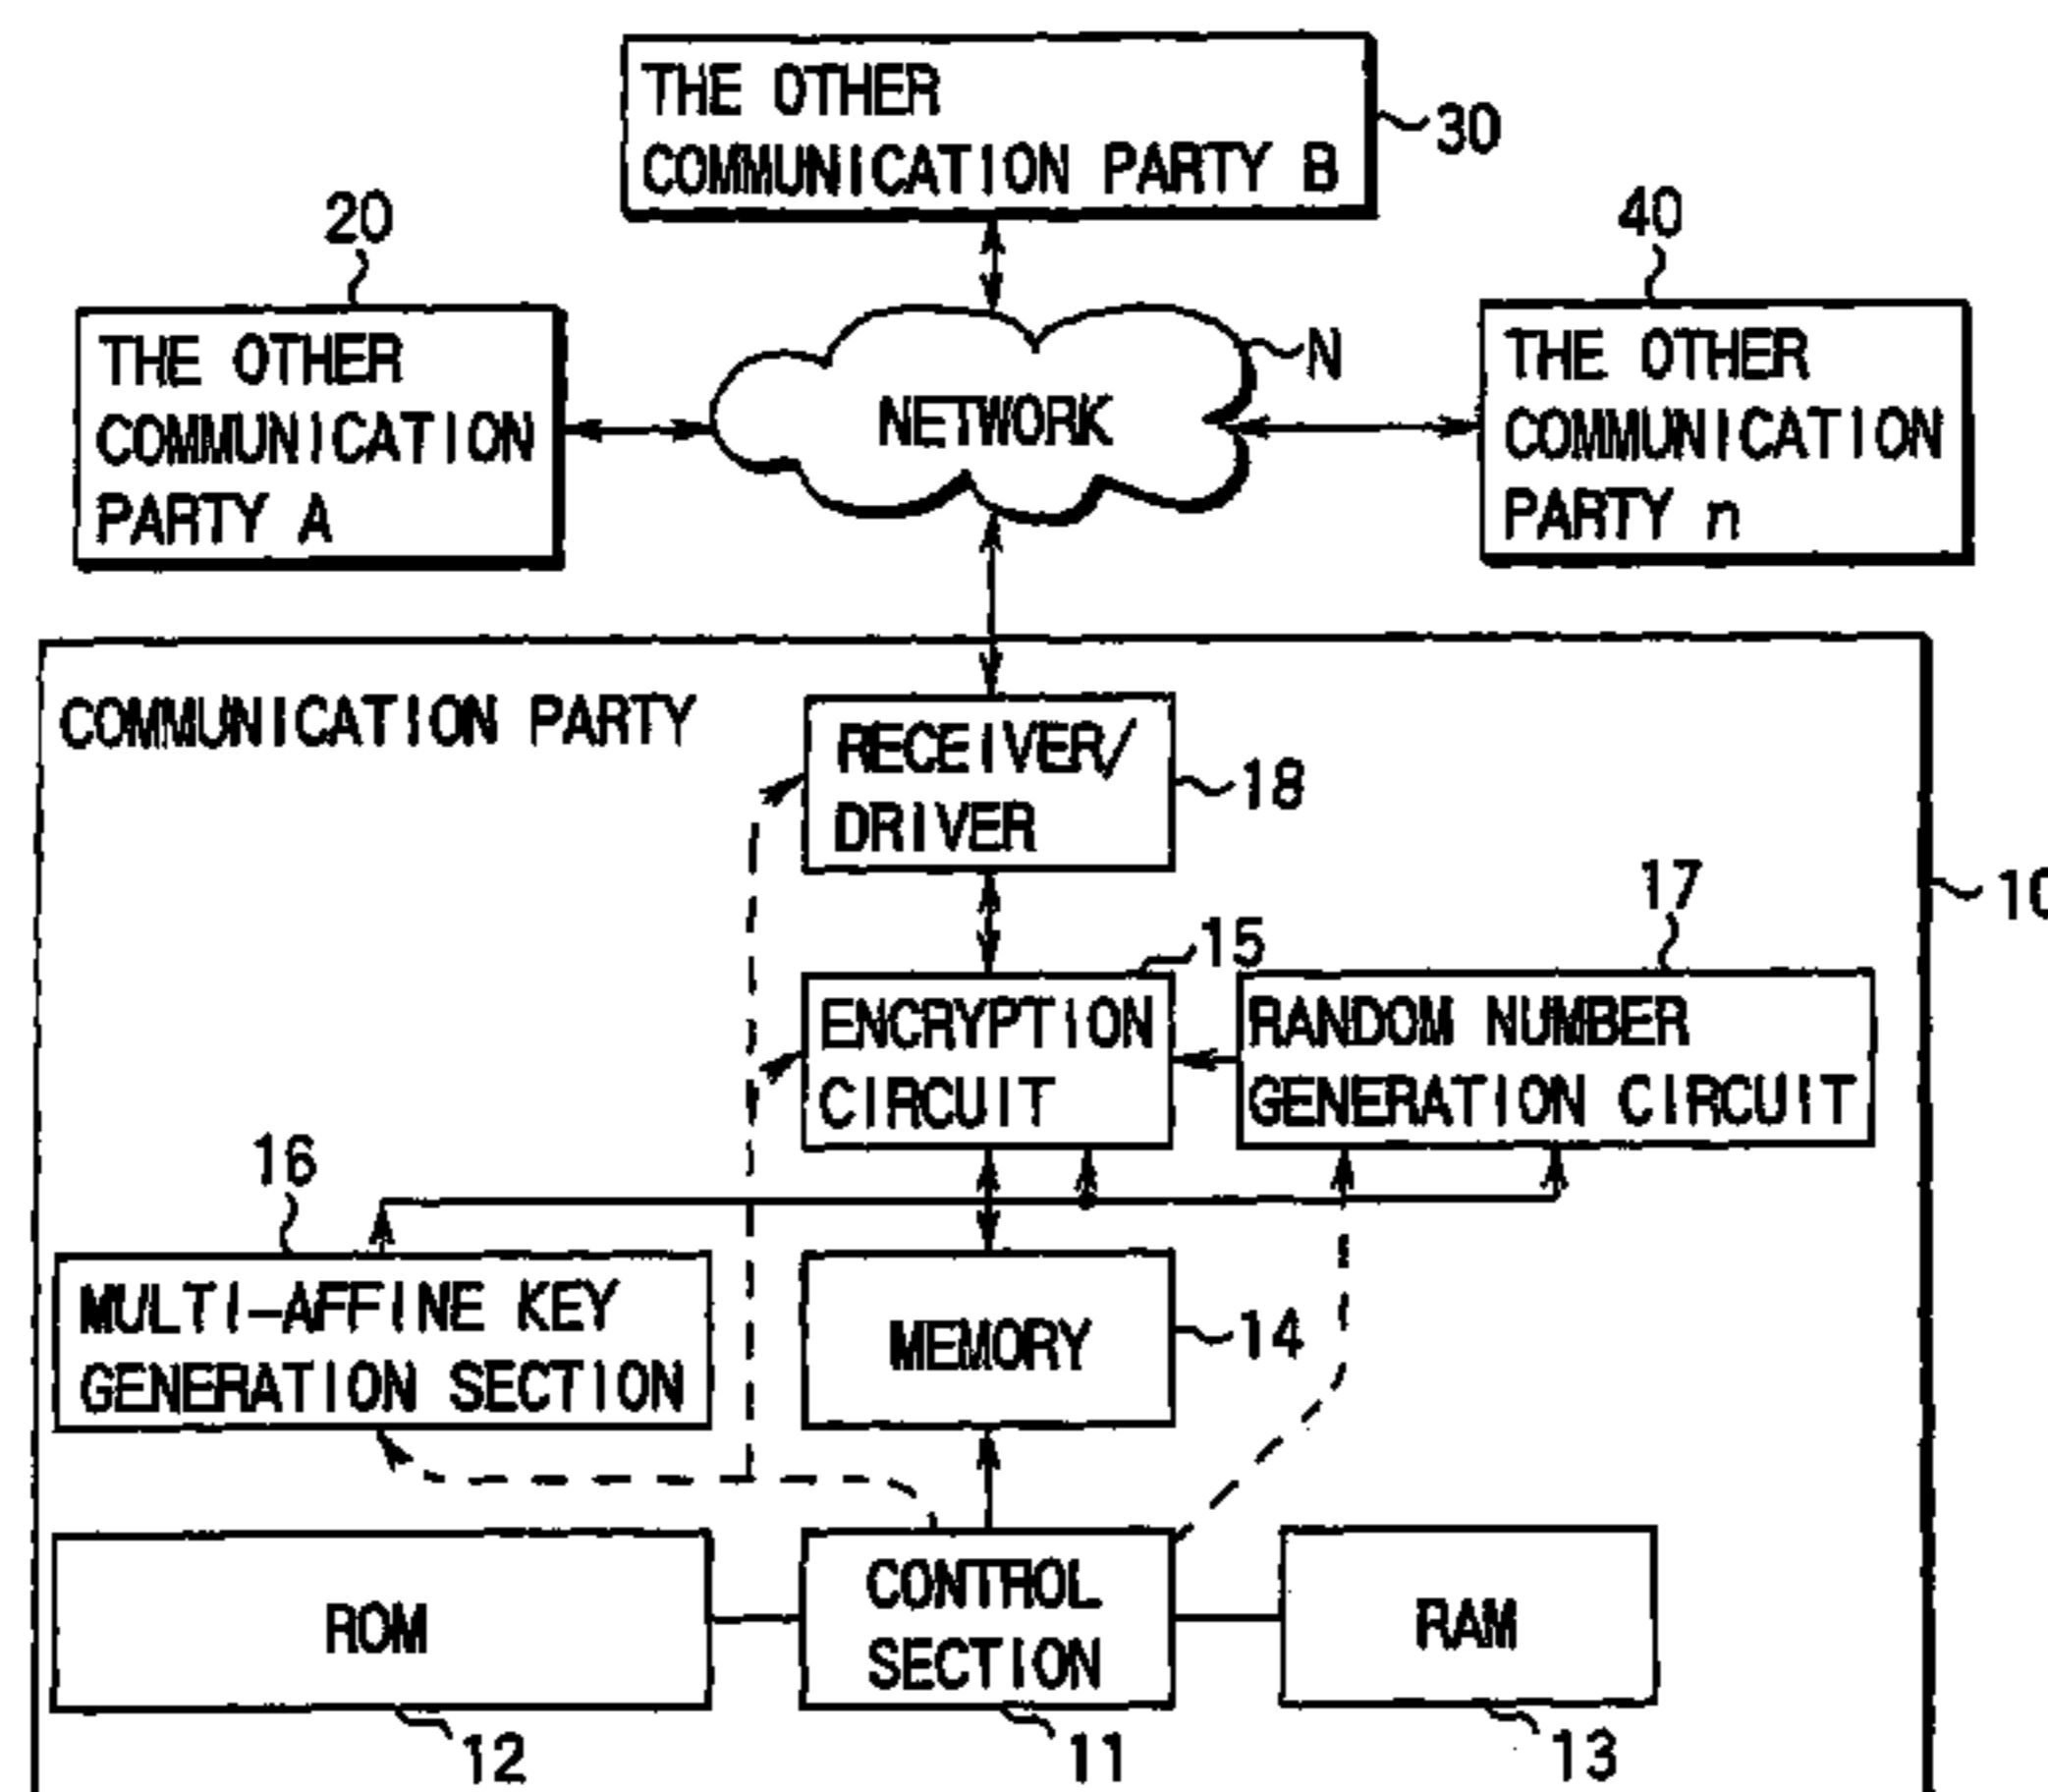 THE OTHER
COMMUNICATION PARTY B
30
20
40
THE OTHER
COMMUNICATION
PARTY A
NETWORK
N
THE OTHER
COMMUNICATION
PARTY n
COMMUNICATION PARTY
RECEIVER/
DRIVER
18
10
17
15
ENCRYPTION
CIRCUIT
RANDOM NUMBER
GENERATION CIRCUIT
16
MULTI-AFFINE KEY
GENERATION SECTION
MEMORY
14
ROM
CONTROL
SECTION
RAM
12
11
13